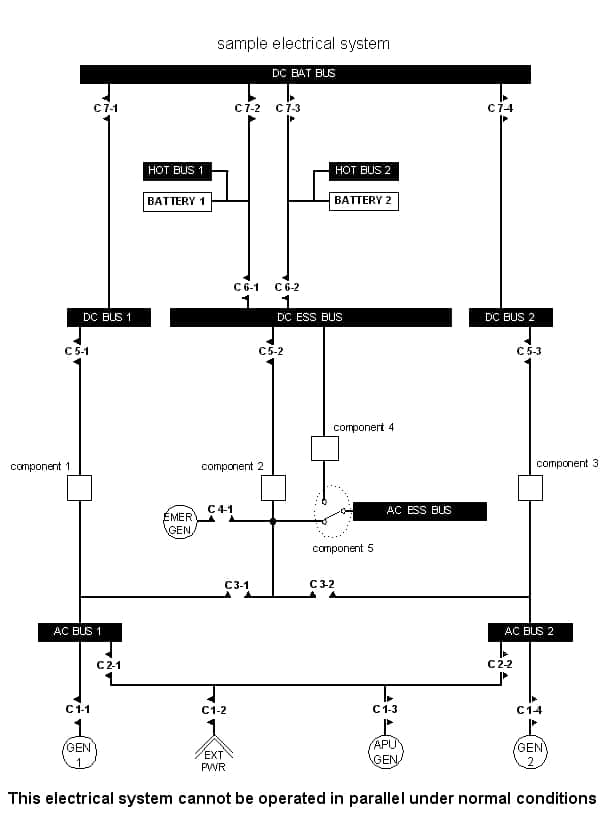 sample electrical system
DC BAT BUS
C 7-1 C 7-2 C 7-3 C 7-4
HOT BUS 1 HOT BUS 2
BATTERY 1 BATTERY 2
C 6-1 C 6-2
DC BUS 1 DC ESS BUS DC BUS 2
C 5-1 C 5-2 C 5-3
component 4
component 1 component 2 component 3
C 4-1 AC ESS BUS
EMER
GEN
component 5
C3-1 C 3-2
AC BUS 1 AC BUS 2
C 2-1 C 2-2
C 1-1 C1-2 C 1-3 C 1-4
GEN
1
EXT
PWR
APU
GEN
GEN
2
This electrical system cannot be operated in parallel under normal conditions